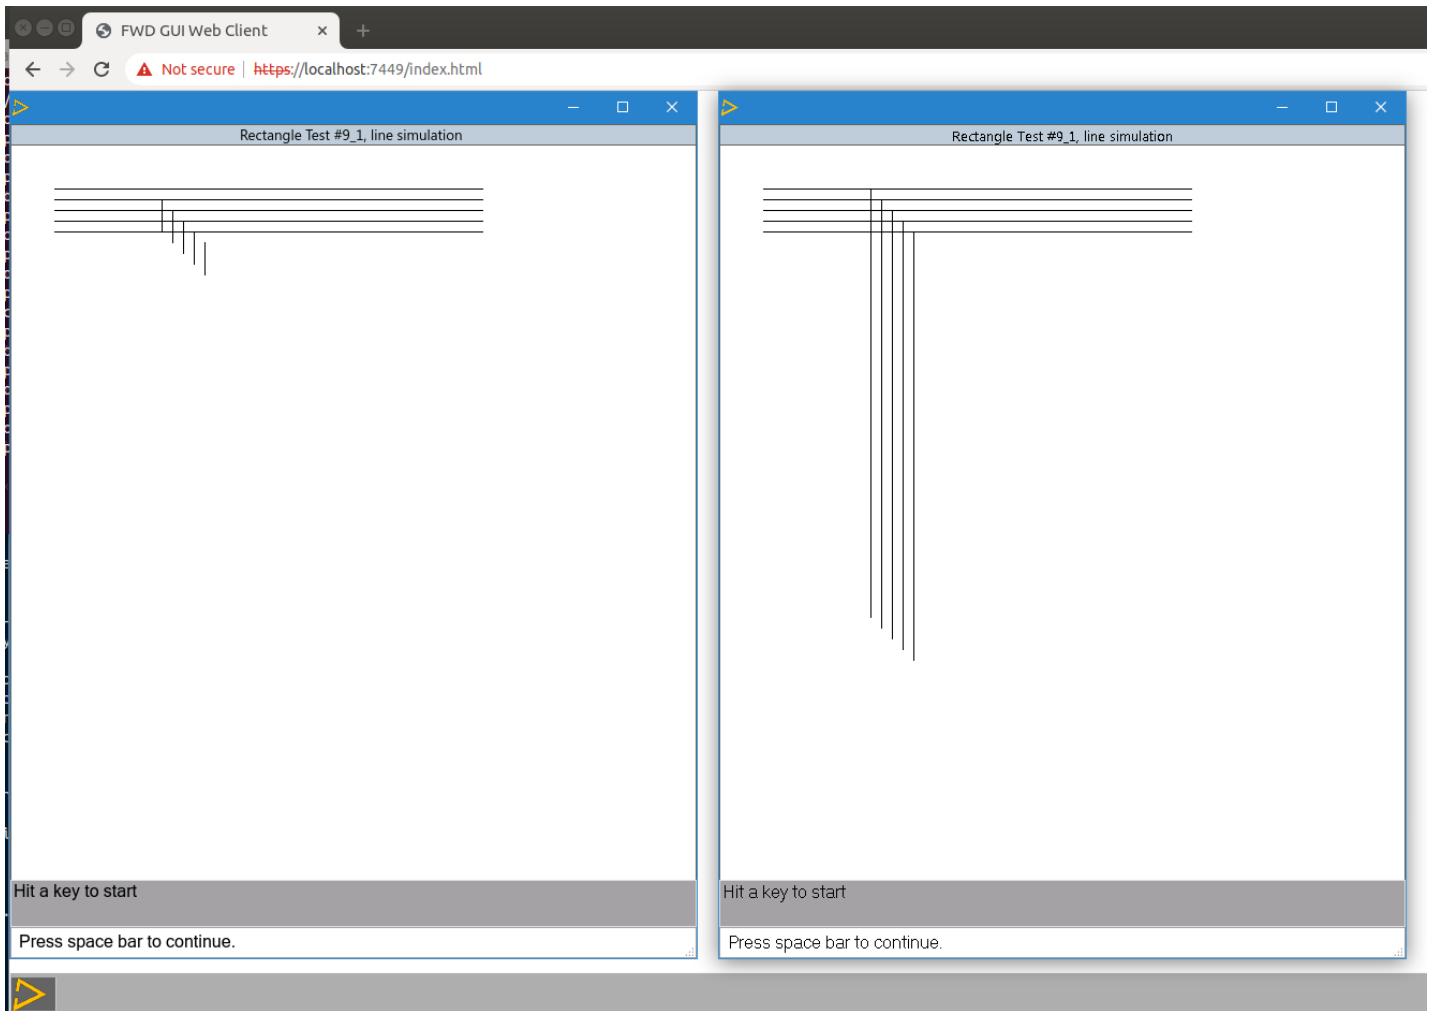 FWD GUI Web Client
Not secure
https://localhost:7449/index.html
Rectangle Test #9_1, line simulation
Hit a key to start
Press space bar to continue.
Rectangle Test #9_1, line simulation
Hit a key to start
Press space bar to continue.